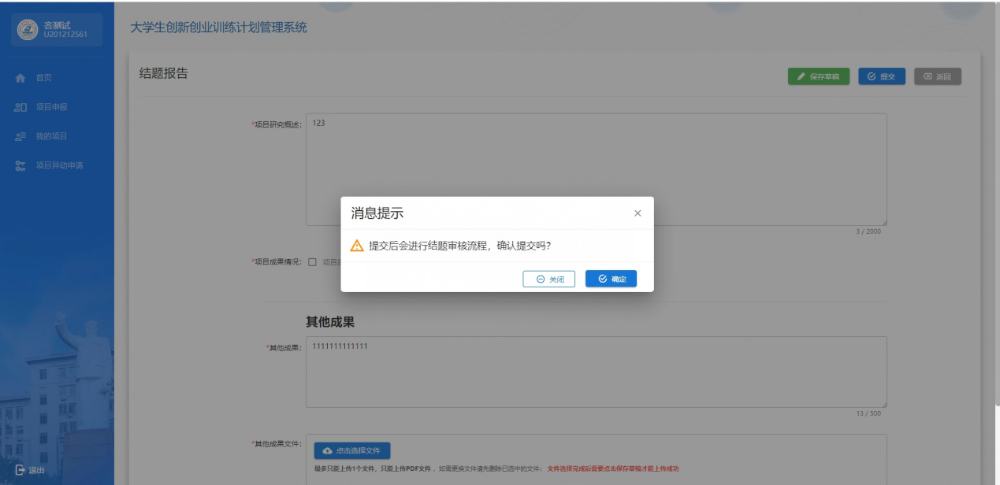 吝测试
U201212561
大学生创新创业训练计划管理系统
首页
项目申报
我的项目
项目异动申请
退出
结题报告
保存草稿
提交
返回
*项目研究概述:
123
3 / 2000
消息提示
提交后会进行结题审核流程，确认提交吗?
关闭
确定
*项目成果情况:
项目
其他成果
*其他成果:
1111111111111
13 / 500
*其他成果文件:
点击选择文件
最多只能上传1个文件，只能上传PDF文件 ，如需更换文件请先删除已选中的文件； 文件选择完成后需要点击保存草稿才能上传成功